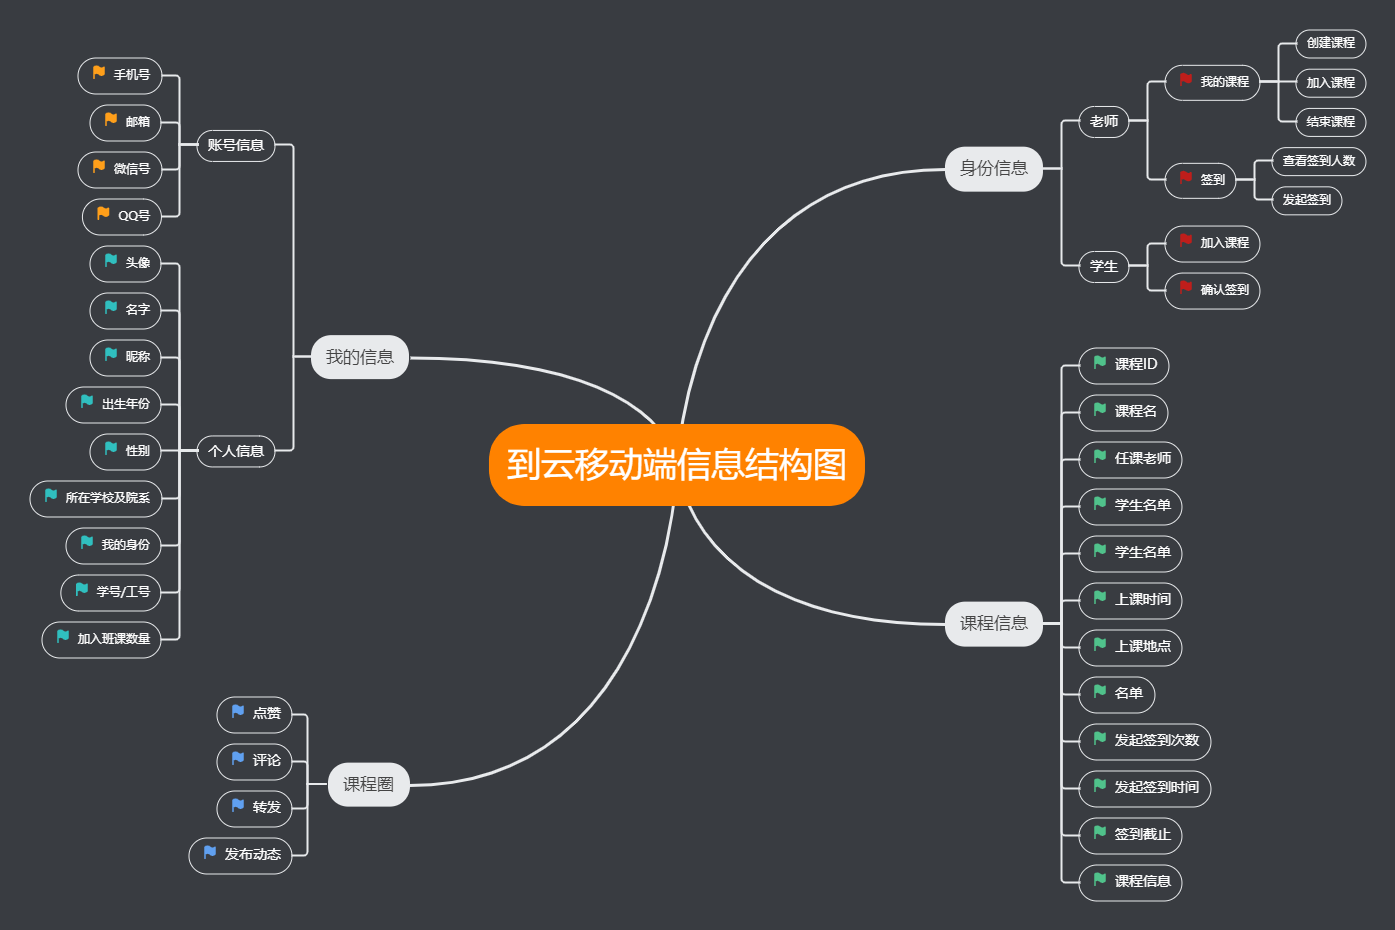 到云移动端信息结构图
我的信息
账号信息
手机号
邮箱
微信号
QQ号
个人信息
头像
名字
昵称
出生年份
性别
所在学校及院系
我的身份
学号/工号
加入班课数量
课程圈
点赞
评论
转发
发布动态
身份信息
老师
我的课程
创建课程
加入课程
结束课程
签到
查看签到人数
发起签到
学生
加入课程
确认签到
课程信息
课程ID
课程名
任课老师
学生名单
学生名单
上课时间
上课地点
名单
发起签到次数
发起签到时间
签到截止
课程信息